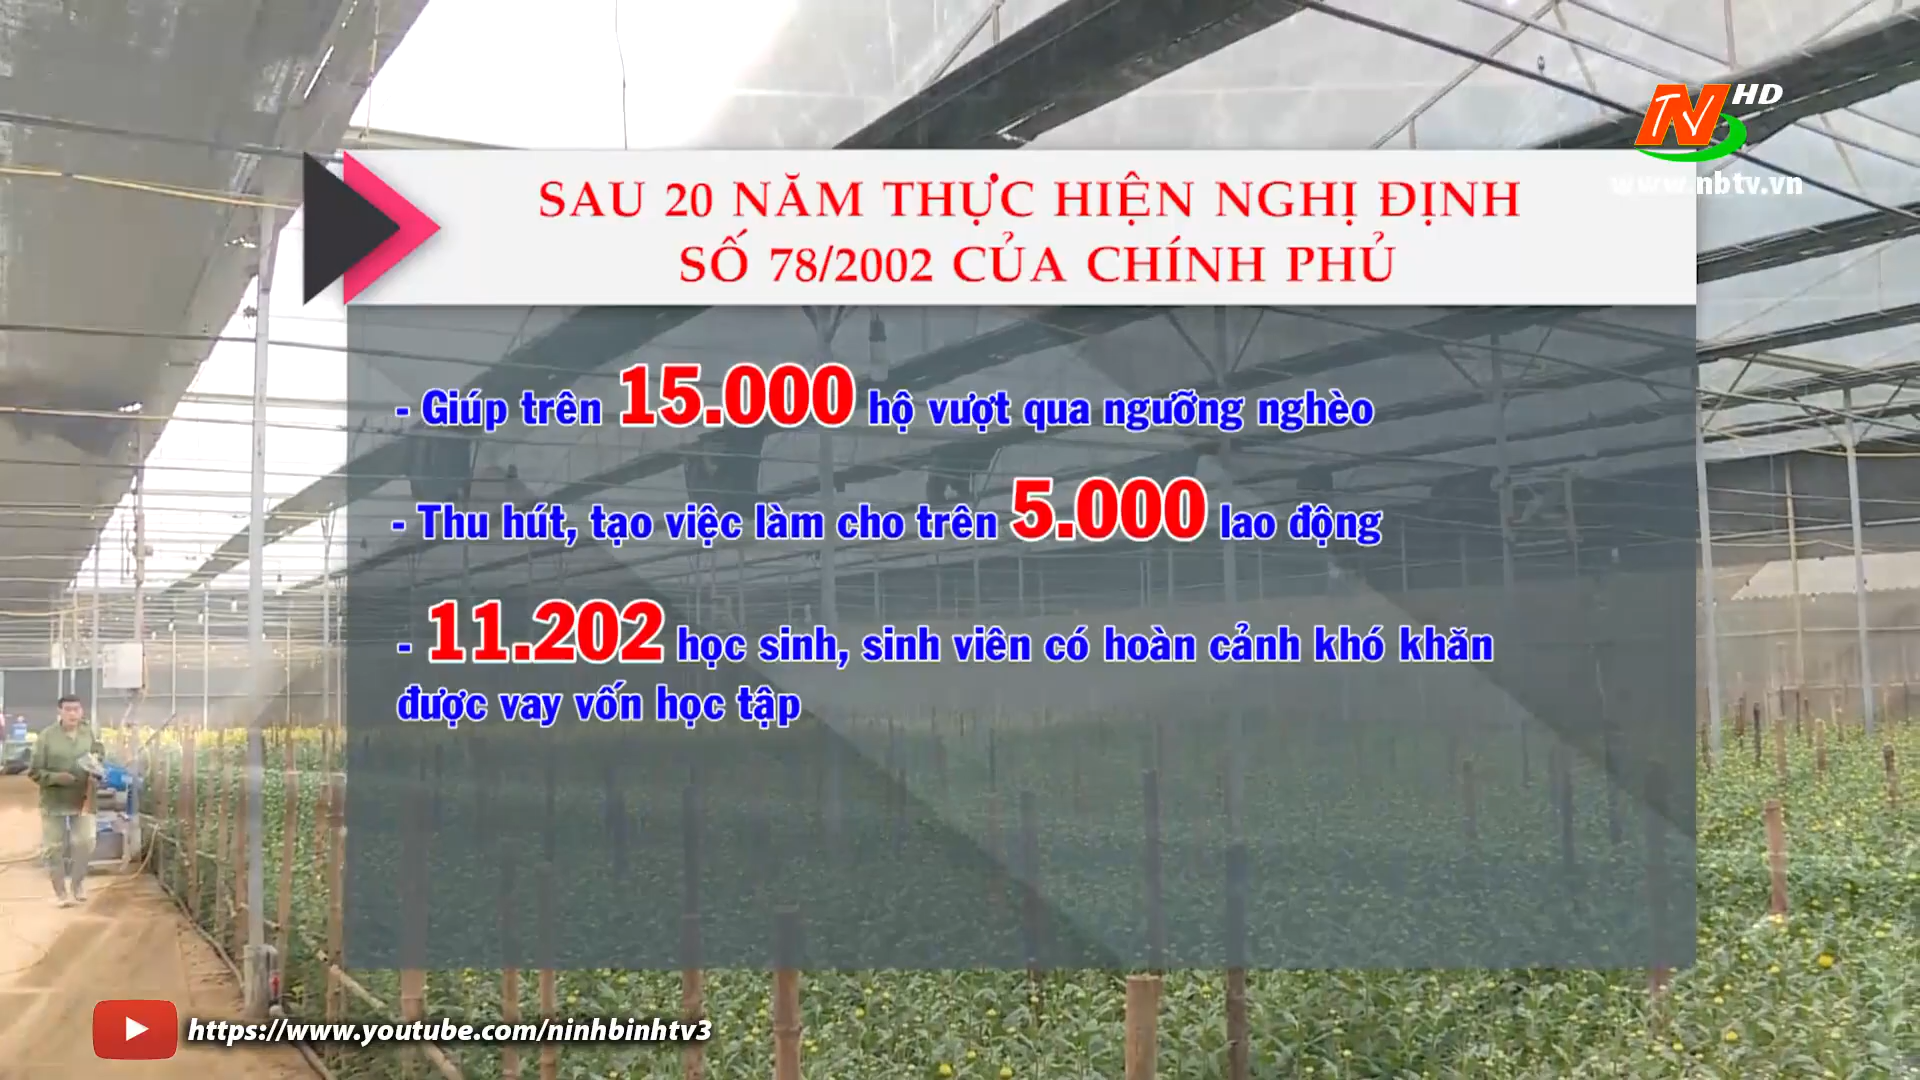 NTV HD
www.nbtv.vn
SAU 20 NĂM THỰC HIỆN NGHỊ ĐỊNH
SỐ 78/2002 CỦA CHÍNH PHỦ
- Giúp trên 15.000 hộ vượt qua ngưỡng nghèo
- Thu hút, tạo việc làm cho trên 5.000 lao động
- 11.202 học sinh, sinh viên có hoàn cảnh khó khăn
được vay vốn học tập
https://www.youtube.com/ninhbinhtv3